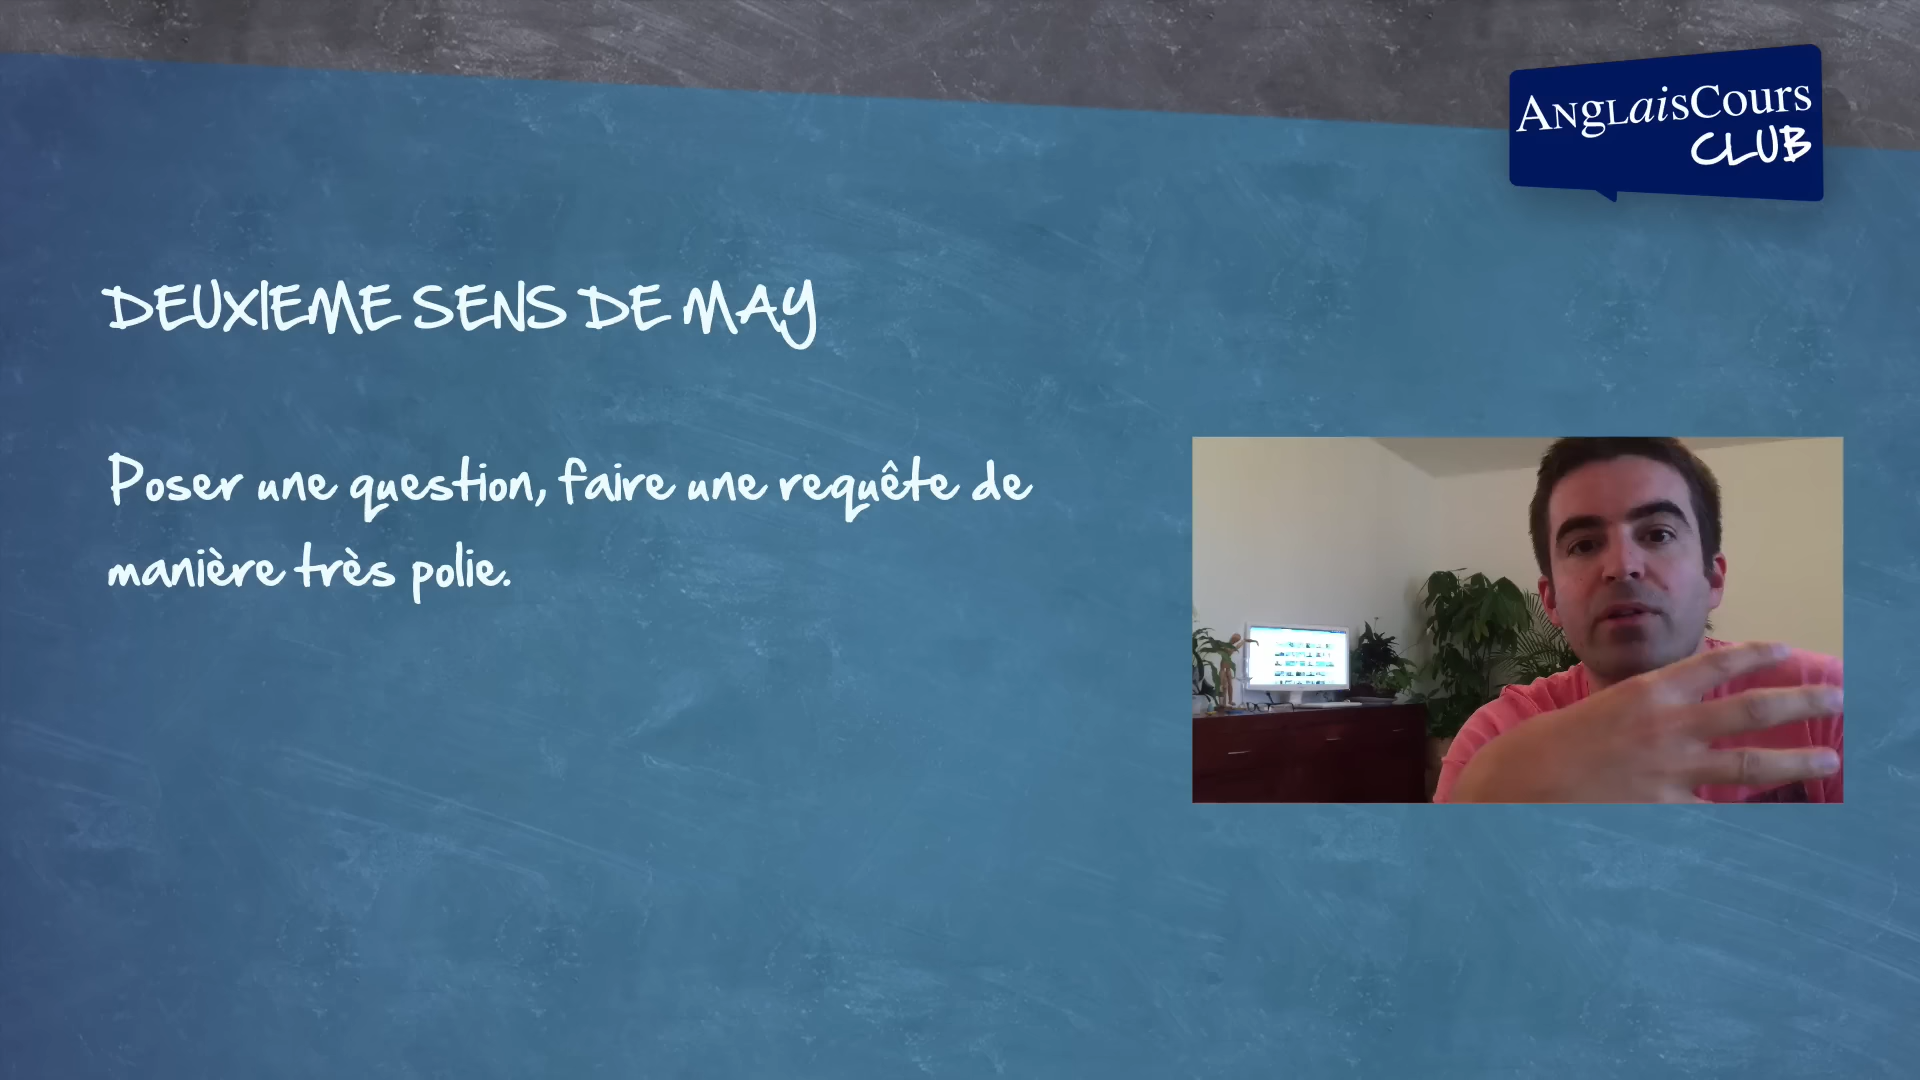 AnglaisCours
CLUB
DEUXIEME SENS DE MAY
Poser une question, faire une requête de
manière très polie.